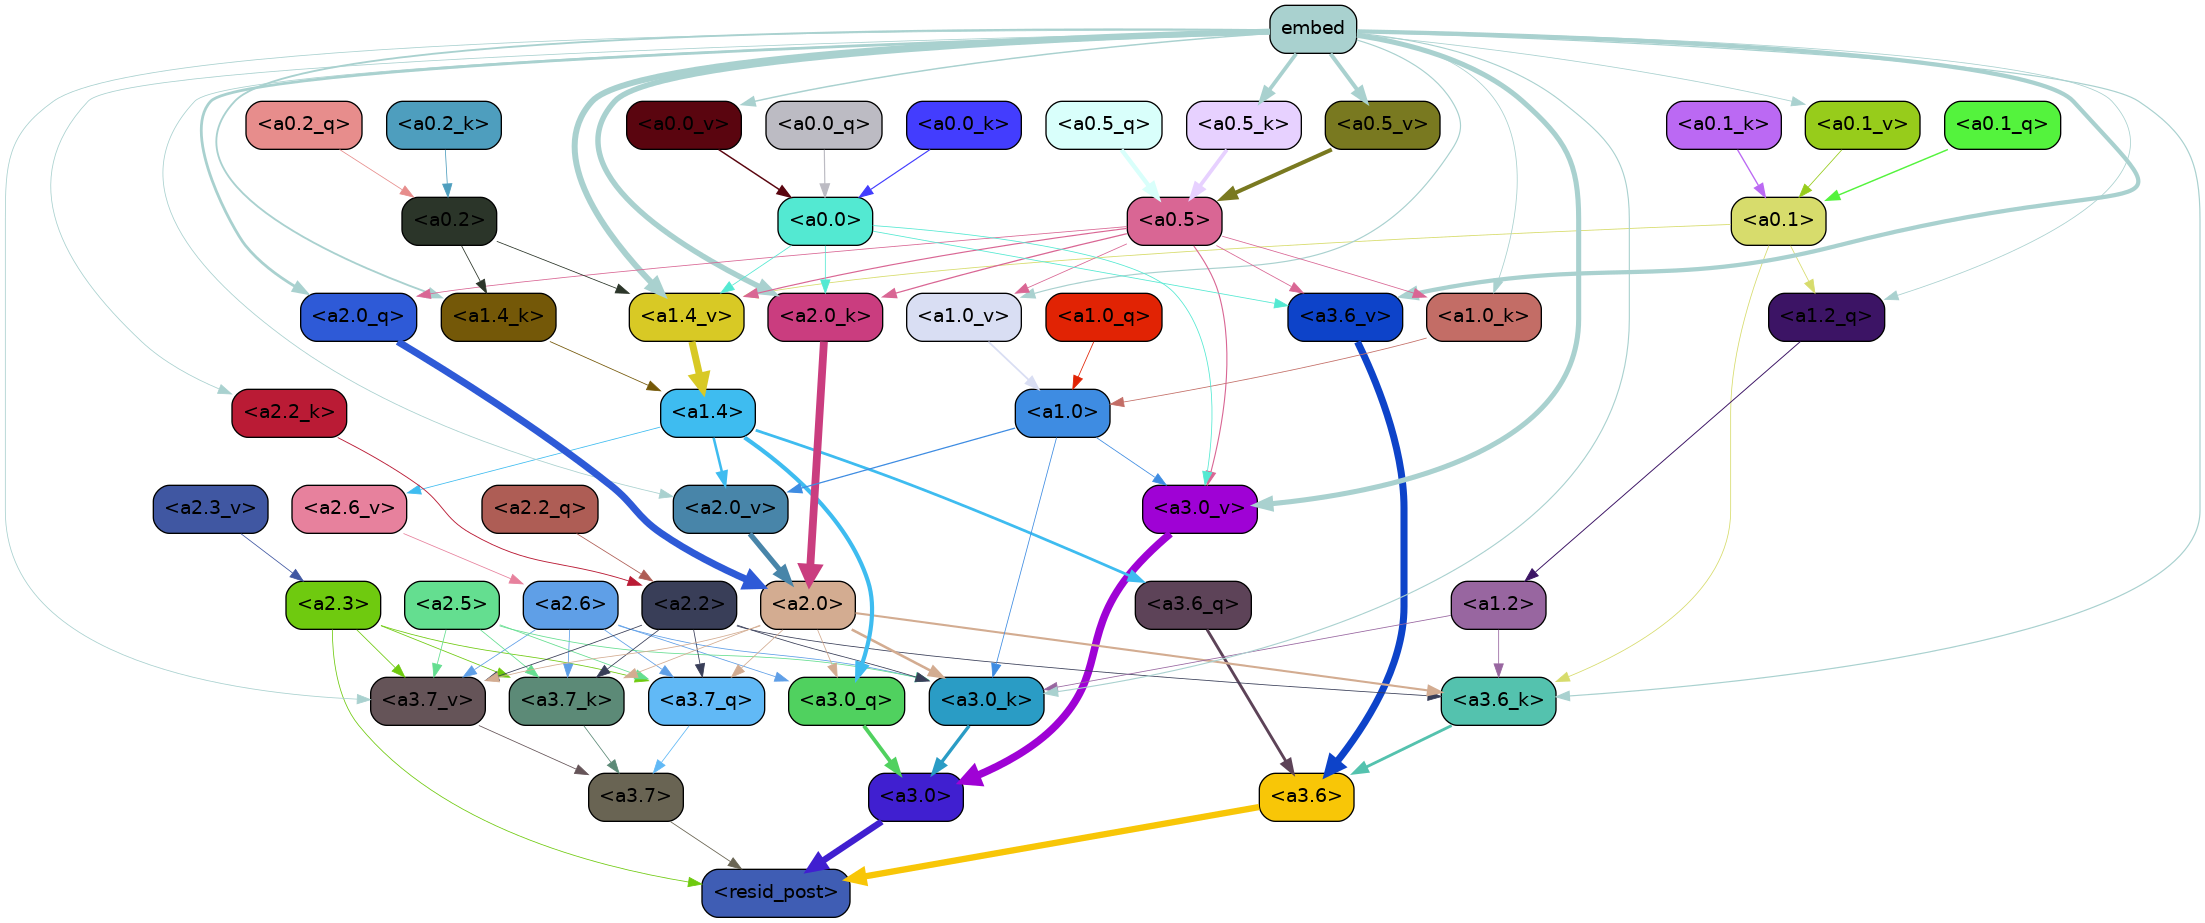 embed
<a0.2_q>
<a0.2_k>
<a0.0_v>
<a0.0_q>
<a0.0_k>
<a0.5_q>
<a0.5_k>
<a0.5_v>
<a0.1_k>
<a0.1_v>
<a0.1_q>
<a0.2>
<a0.0>
<a0.5>
<a0.1>
<a2.0_q>
<a1.4_k>
<a1.4_v>
<a2.0_k>
<a1.0_v>
<a1.0_q>
<a3.6_v>
<a1.0_k>
<a1.2_q>
<a2.2_k>
<a1.4>
<a1.0>
<a2.3_v>
<a2.6_v>
<a2.2_q>
<a2.0_v>
<a3.0_v>
<a2.3>
<a2.5>
<a2.6>
<a2.2>
<a2.0>
<a3.6_q>
<a1.2>
<a3.7_v>
<a3.7_k>
<a3.7_q>
<a3.0_q>
<a3.0_k>
<a3.6_k>
<a3.7>
<a3.0>
<a3.6>
<resid_post>